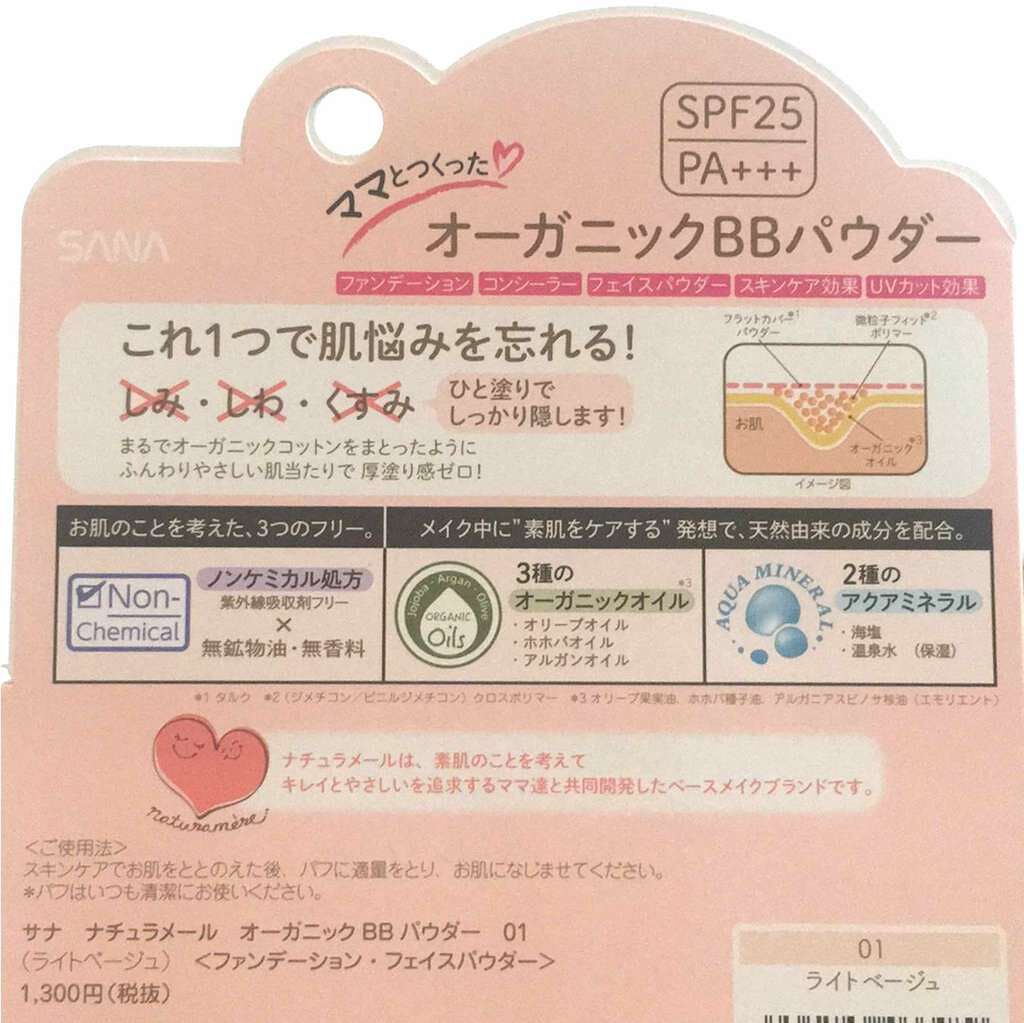 SPF25
PA+++
ママとつくった
SANA
オーガニックBBパウダー
ファンデーション コンシーラー フェイスパウダー スキンケア効果 UVカット効果
これ1つで肌悩みを忘れる!
しみ・しわ・くすみ
ひと塗りで
しっかり隠します!
まるでオーガニックコットンをまとったように
ふんわりやさしい肌当たりで 厚塗り感ゼロ!
フラットカバー*1
パウダー
微粒子フィット*2
ポリマー
お肌
オーガニック*3
オイル
イメージ図
お肌のことを考えた、3つのフリー。
メイク中に"素肌をケアする"発想で、天然由来の成分を配合。
Non-
Chemical
ノンケミカル処方
紫外線吸収剤フリー
×
無鉱物油・無香料
Jojoba・Argan・Olive
ORGANIC
Oils
3種の
オーガニックオイル*3
・オリーブオイル
・ホホバオイル
・アルガンオイル
AQUA MINERAL
2種の
アクアミネラル
・海塩
・温泉水 (保湿)
*1 タルク *2(ジメチコン/ビニルジメチコン)クロスポリマー *3 オリーブ果実油、ホホバ種子油、アルガニアスピノサ核油(エモリエント)
naturamère
ナチュラメールは、素肌のことを考えて
キレイとやさしいを追求するママ達と共同開発したベースメイクブランドです。
<ご使用法>
スキンケアでお肌をととのえた後、パフに適量をとり、お肌になじませてください。
*パフはいつも清潔にお使いください。
サナ ナチュラメール オーガニック BB パウダー 01
(ライトベージュ) <ファンデーション・フェイスパウダー>
1,300円(税抜)
01
ライトベージュ